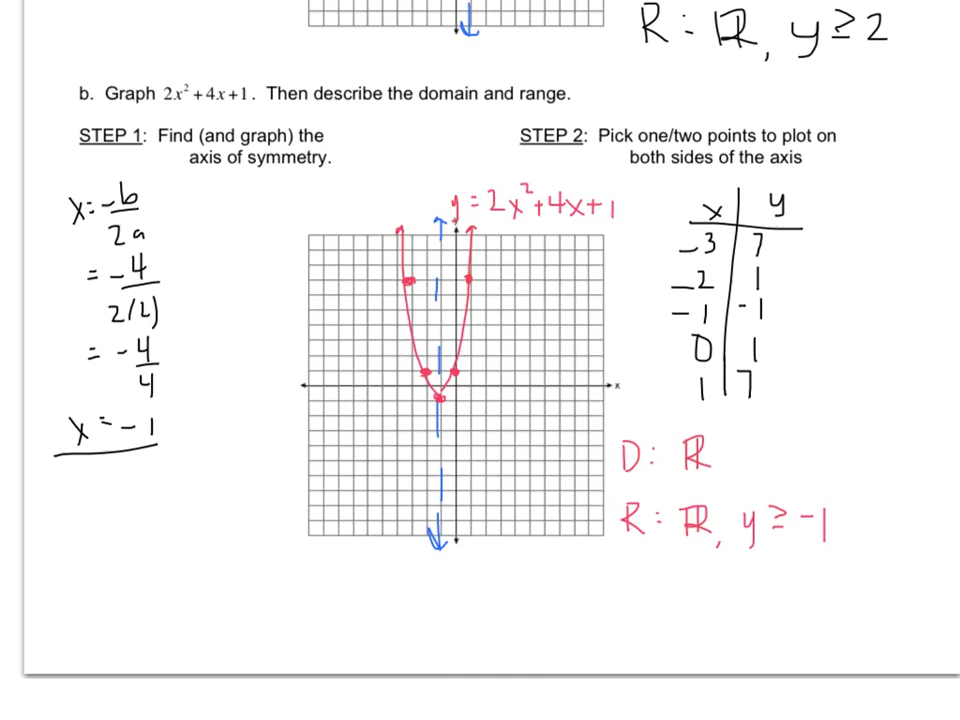 R: ℝ, y ≥ 2
b. Graph 2x² + 4x + 1. Then describe the domain and range.
STEP 1: Find (and graph) the
axis of symmetry.
STEP 2: Pick one/two points to plot on
both sides of the axis
x = -b/2a
= -4/2(2)
= -4/4
x = -1
y = 2x² + 4x + 1
x
x | y
-3 | 7
-2 | 1
-1 | -1
0 | 1
1 | 7
D: ℝ
R: ℝ, y ≥ -1